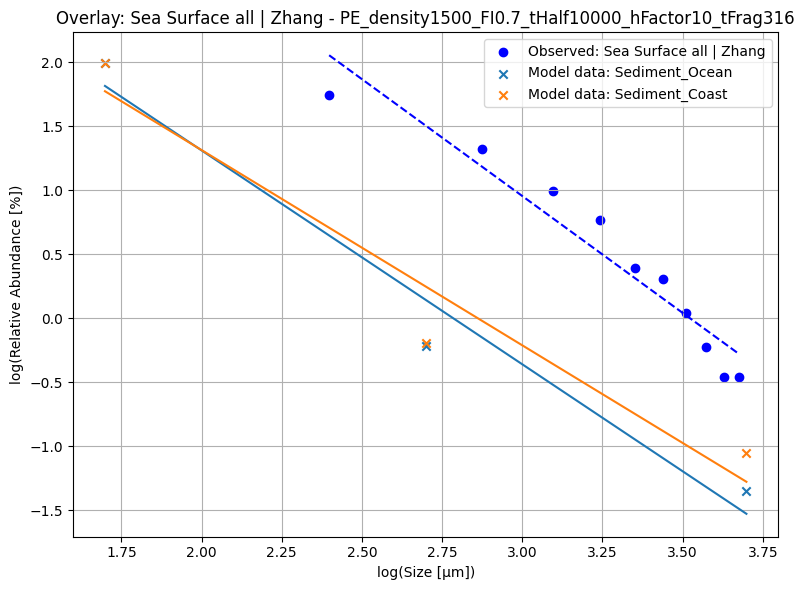 Overlay: Sea Surface all | Zhang - PE_density1500_FI0.7_tHalf10000_hFactor10_tFrag316
Observed: Sea Surface all | Zhang
Model data: Sediment_Ocean
Model data: Sediment_Coast
log(Relative Abundance [%])
2.0
1.5
1.0
0.5
0.0
−0.5
−1.0
−1.5
1.75 2.00 2.25 2.50 2.75 3.00 3.25 3.50 3.75
log(Size [μm])